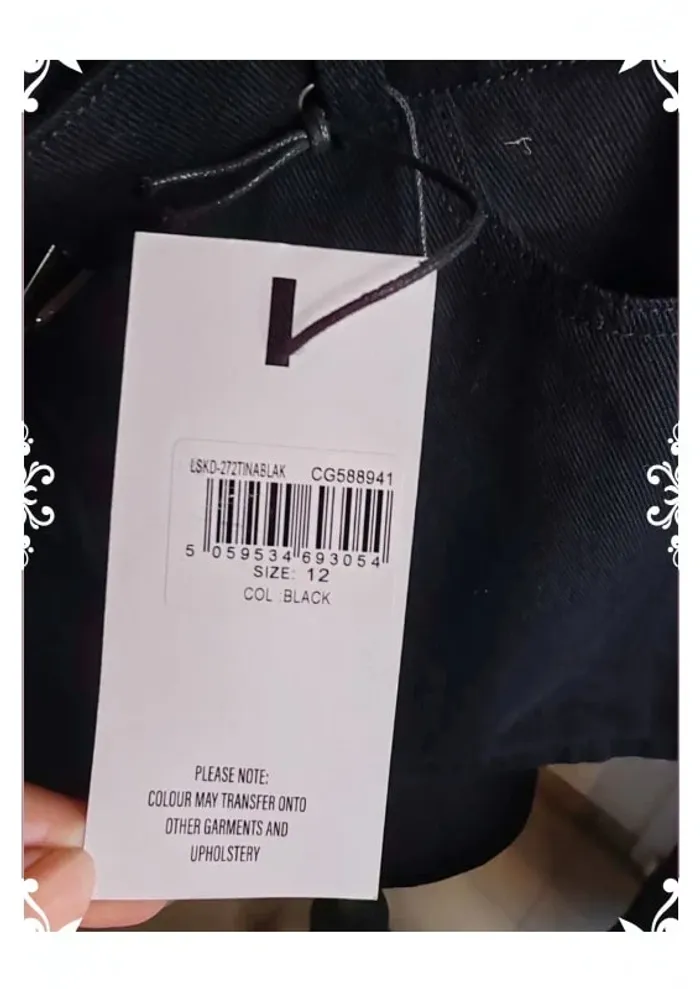 LSKD-272TINABLAK CG588941
5 059534 693054
SIZE: 12
COL :BLACK
PLEASE NOTE:
COLOUR MAY TRANSFER ONTO
OTHER GARMENTS AND
UPHOLSTERY